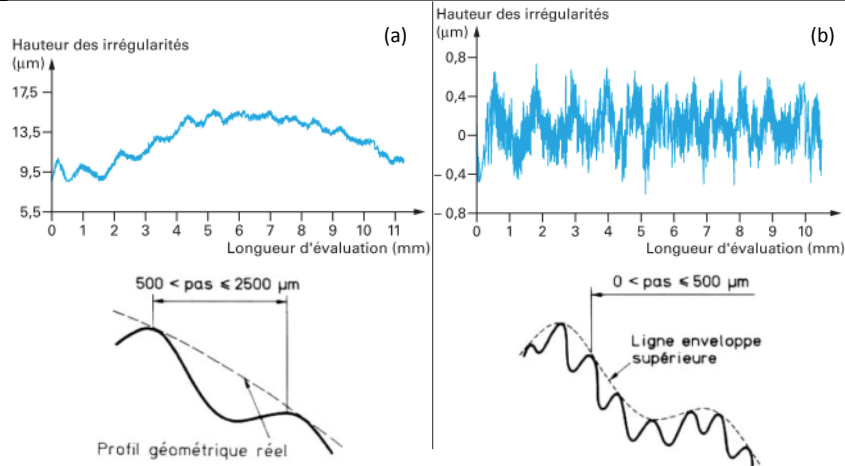 Hauteur des irrégularités
(µm)
(a)
17,5
13,5
9,5
5,5
0 1 2 3 4 5 6 7 8 9 10 11
Longueur d'évaluation (mm)
500 < pas ⩽ 2500 µm
Profil géométrique réel
Hauteur des irrégularités
(µm)
(b)
0,8
0,4
0
– 0,4
– 0,8
0 1 2 3 4 5 6 7 8 9 10
Longueur d'évaluation (mm)
0 < pas ⩽ 500 µm
Ligne enveloppe
supérieure